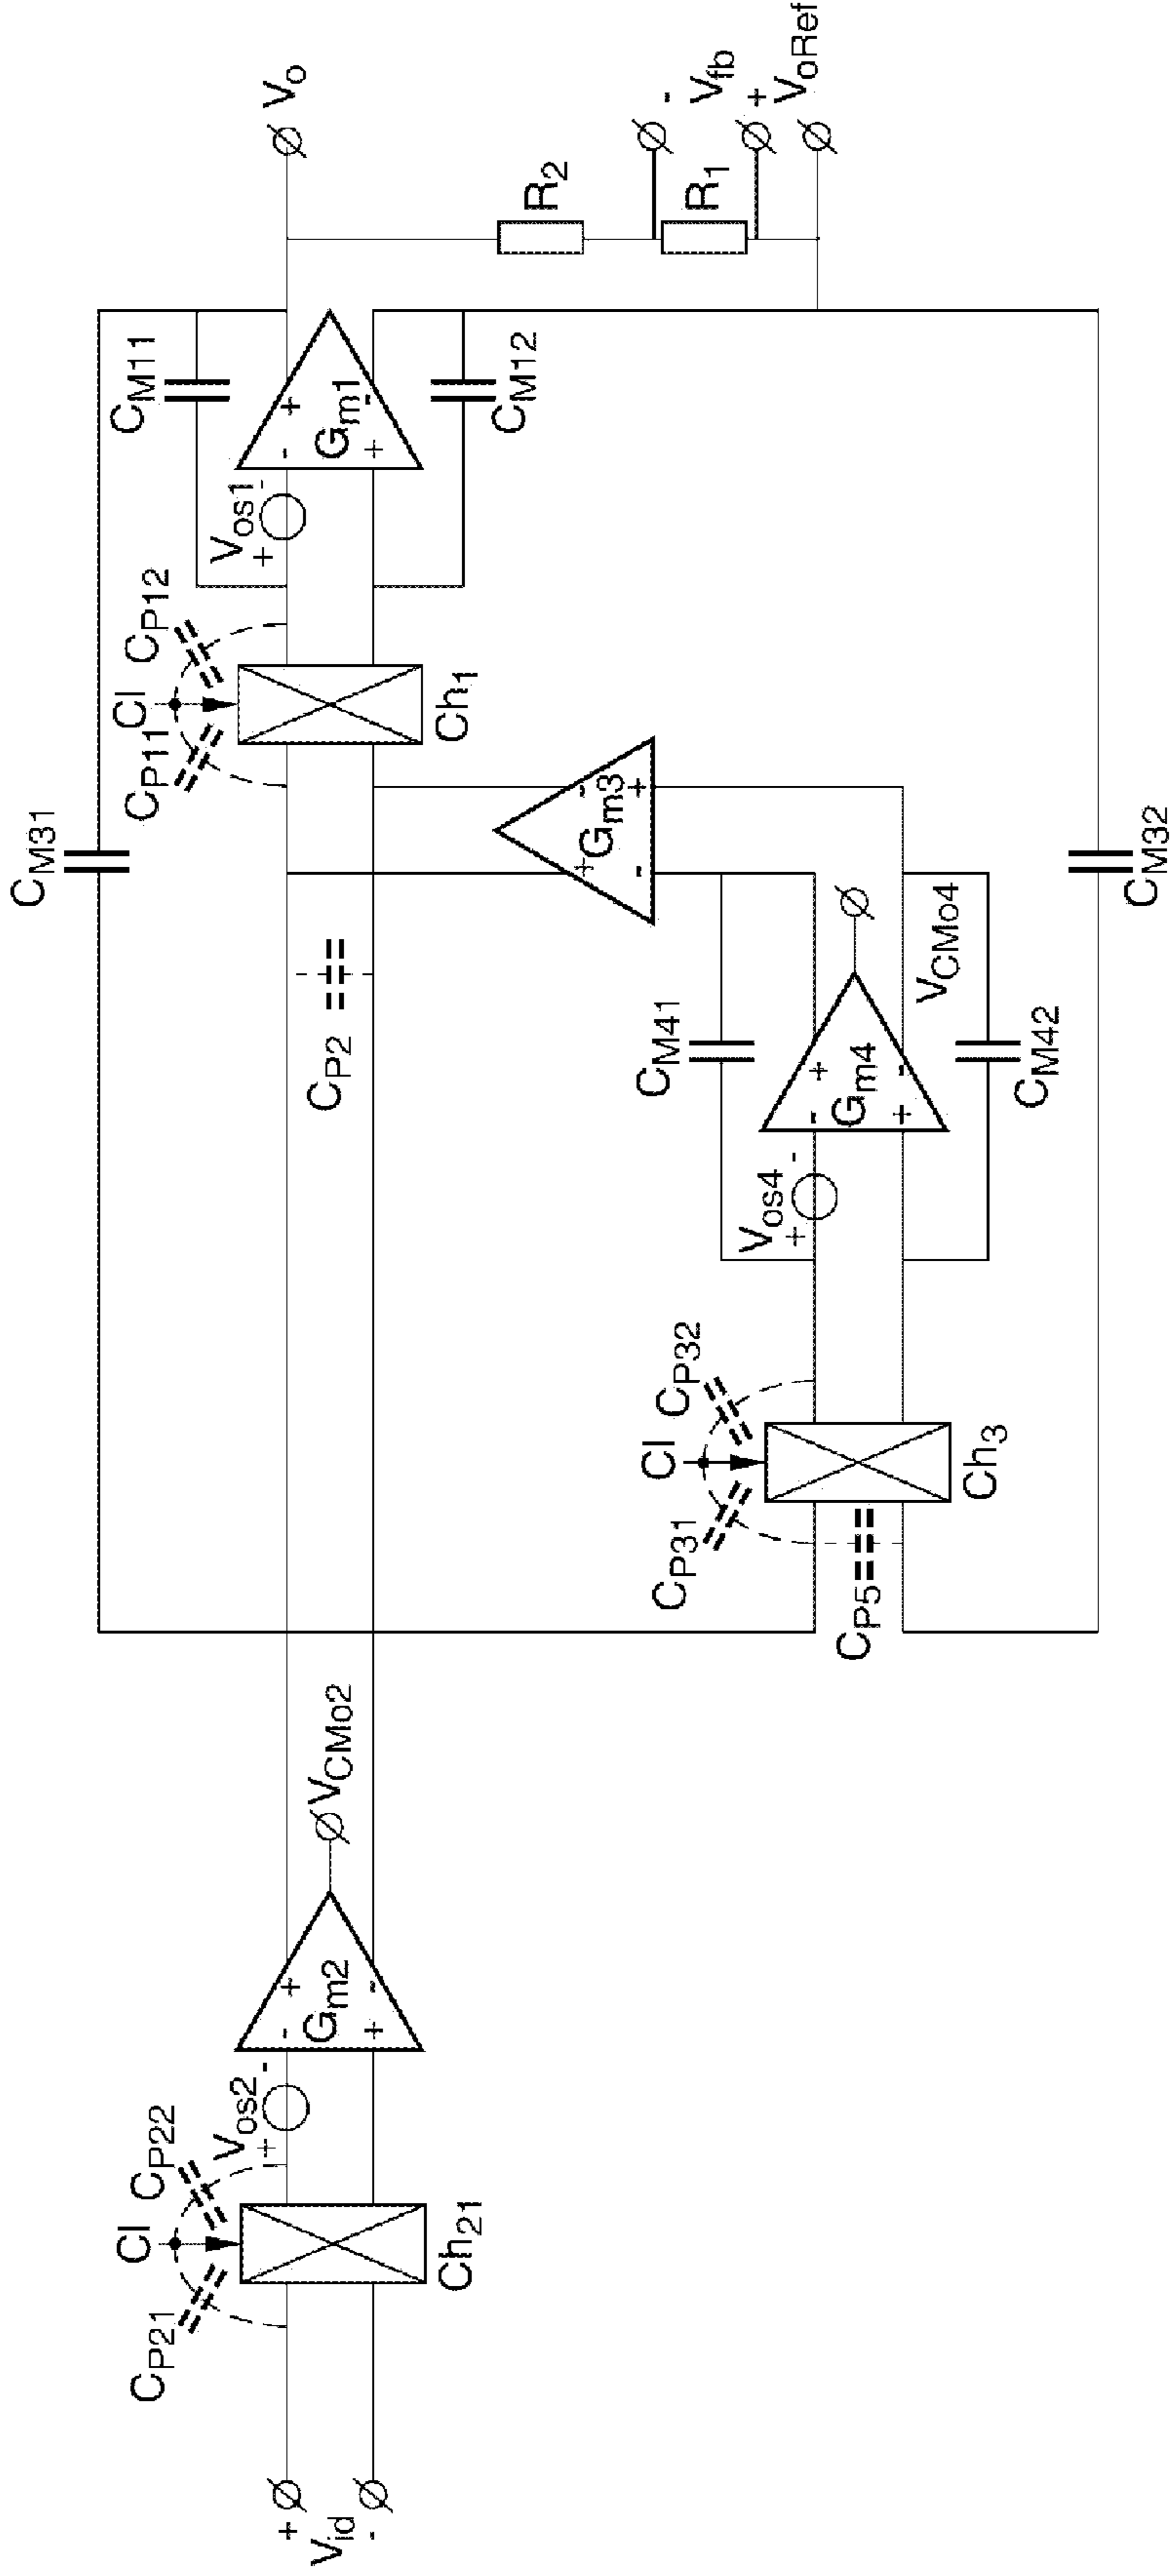 CM31
CM11
Cl
CP11
CP12
Vos1
+
-
Vo
Cl
CP21
CP22
Vos2
+
-
+
Vid
-
Ch21
-
+
Gm2
+
-
VCMo2
CP2
Ch1
-
+
Gm1
+
-
CM12
R2
-
Vfb
R1
+
VoRef
+
-
Gm3
-
+
Cl
CP31
CP32
CM41
Vos4
+
-
CP5
Ch3
-
+
Gm4
+
-
VCMo4
CM42
CM32